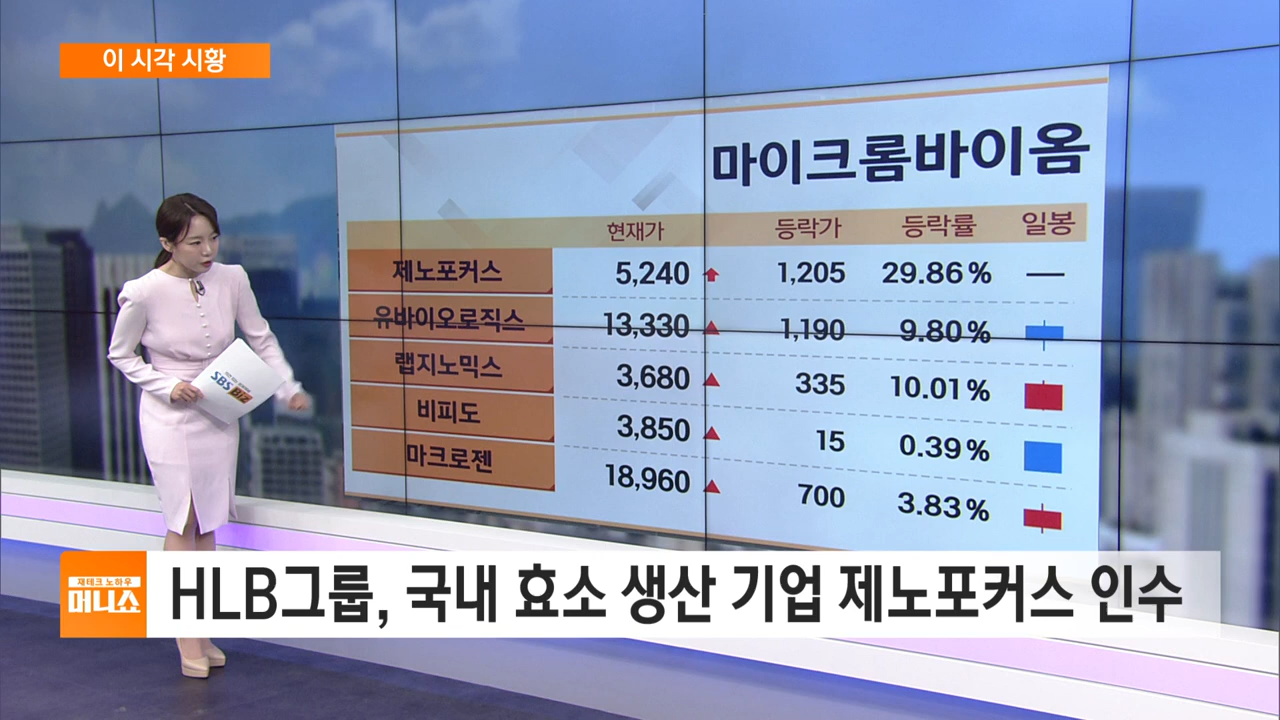 이 시각 시황
마이크롬바이옴
현재가 등락가 등락률 일봉
제노포커스 5,240 1,205 29.86%
유바이오로직스 13,330 1,190 9.80%
랩지노믹스 3,680 335 10.01%
비피도 3,850 15 0.39%
마크로젠 18,960 700 3.83%
SBS Biz
재테크 노하우
머니쇼
HLB그룹, 국내 효소 생산 기업 제노포커스 인수